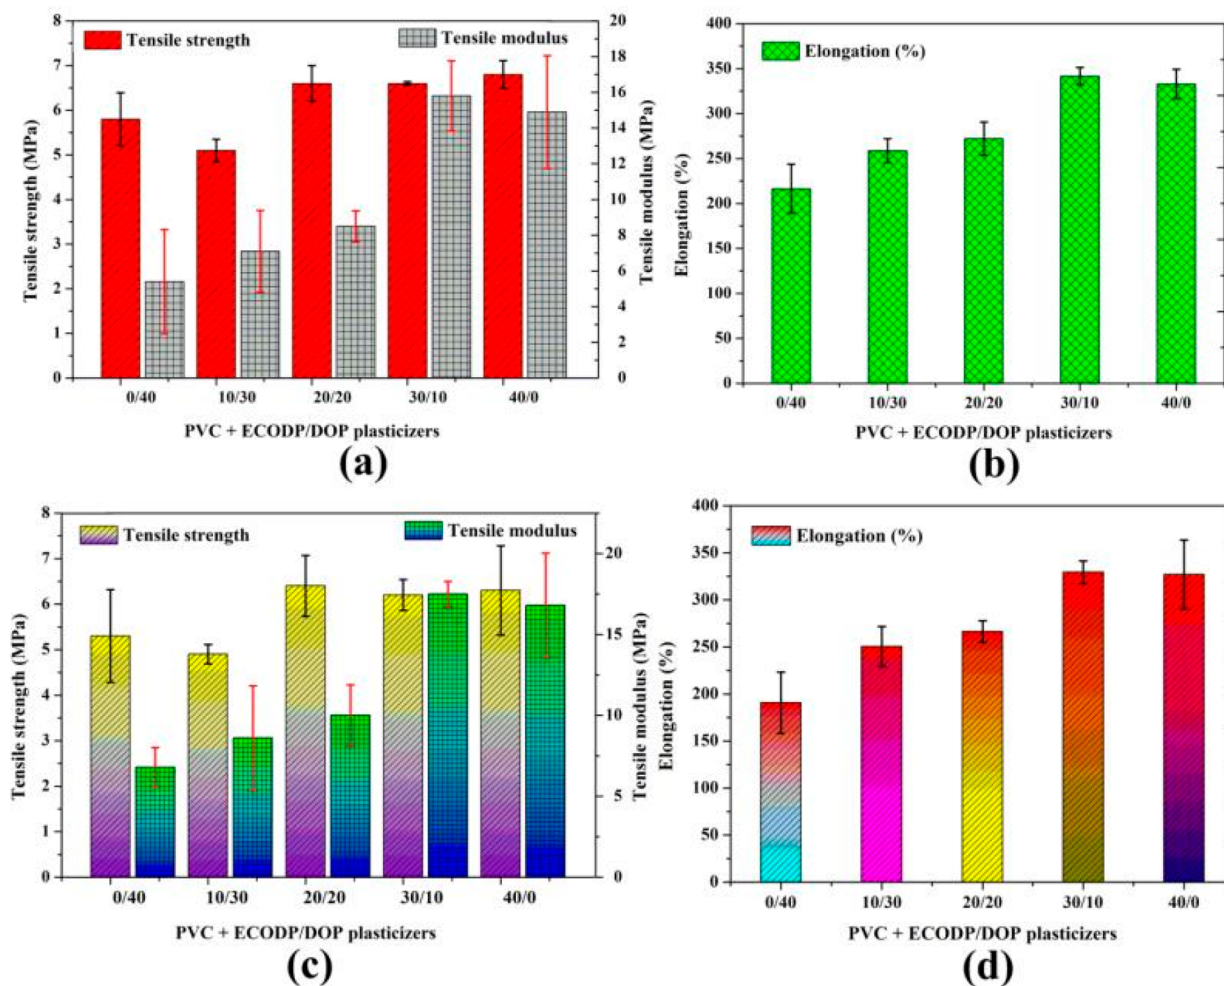 8
7
6
5
4
3
2
1
0
Tensile strength (MPa)
Tensile strength
Tensile modulus
20
18
16
14
12
10
8
6
4
2
0
Tensile modulus (MPa)
0/40 10/30 20/20 30/10 40/0
PVC + ECODP/DOP plasticizers
(a)
400
350
300
250
200
150
100
50
0
Elongation (%)
Elongation (%)
0/40 10/30 20/20 30/10 40/0
PVC + ECODP/DOP plasticizers
(b)
8
7
6
5
4
3
2
1
0
Tensile strength (MPa)
Tensile strength
Tensile modulus
20
15
10
5
0
Tensile modulus (MPa)
0/40 10/30 20/20 30/10 40/0
PVC + ECODP/DOP plasticizers
(c)
400
350
300
250
200
150
100
50
0
Elongation (%)
Elongation (%)
0/40 10/30 20/20 30/10 40/0
PVC + ECODP/DOP plasticizers
(d)